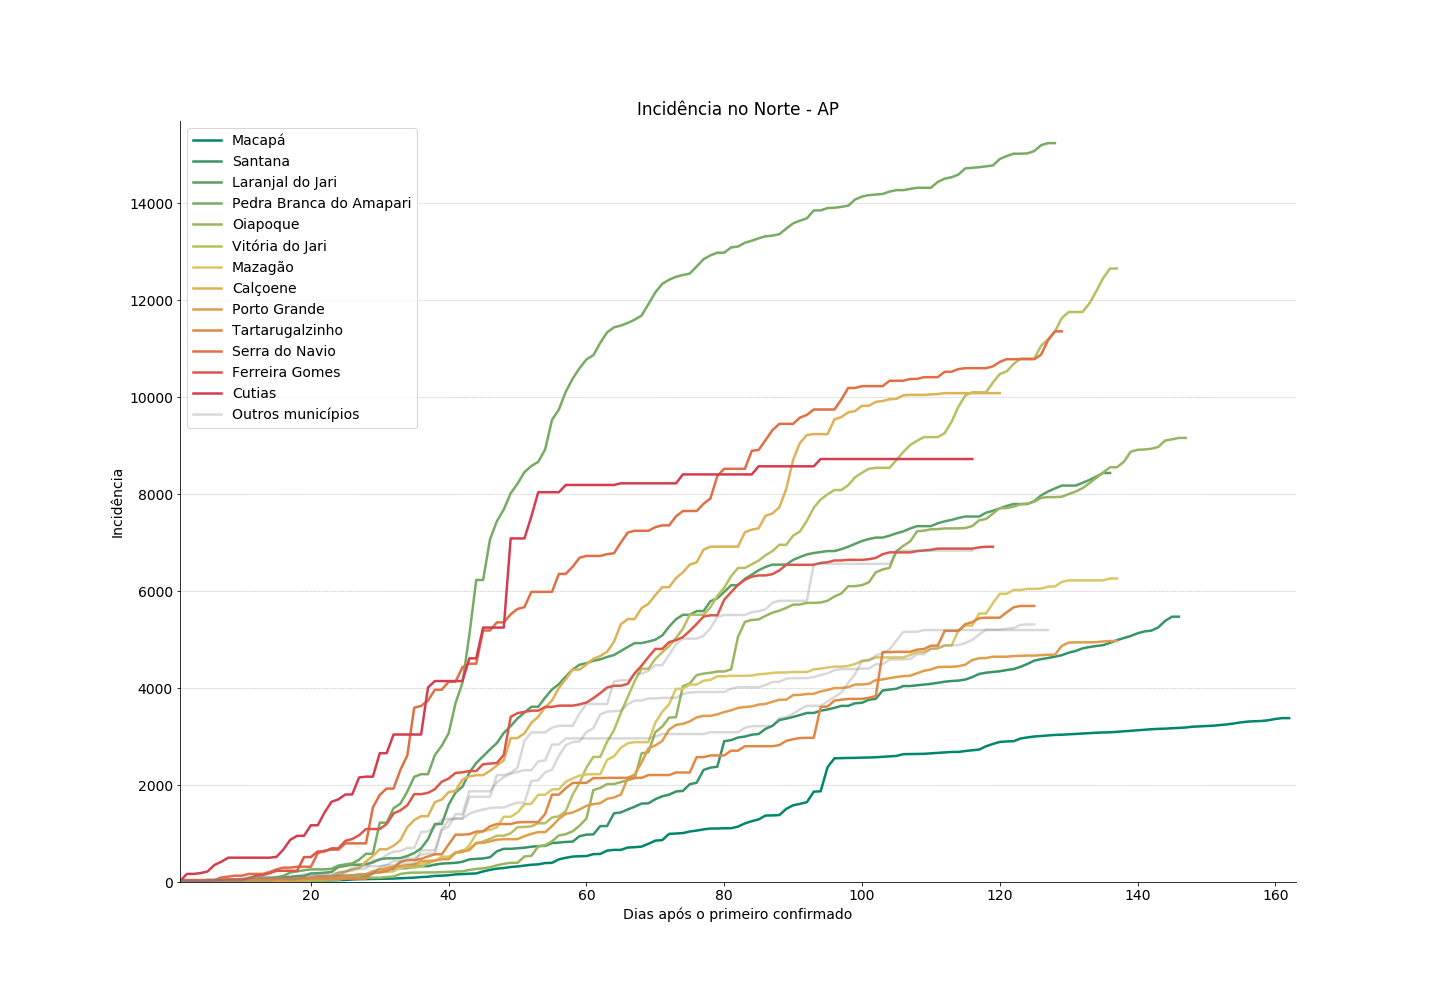 Incidência no Norte - AP
Macapá
Santana
Laranjal do Jari
Pedra Branca do Amapari
Oiapoque
Vitória do Jari
Mazagão
Calçoene
Porto Grande
Tartarugalzinho
Serra do Navio
Ferreira Gomes
Cutias
Outros municípios
14000
12000
10000
8000
6000
4000
2000
0
Incidência
20 40 60 80 100 120 140 160
Dias após o primeiro confirmado